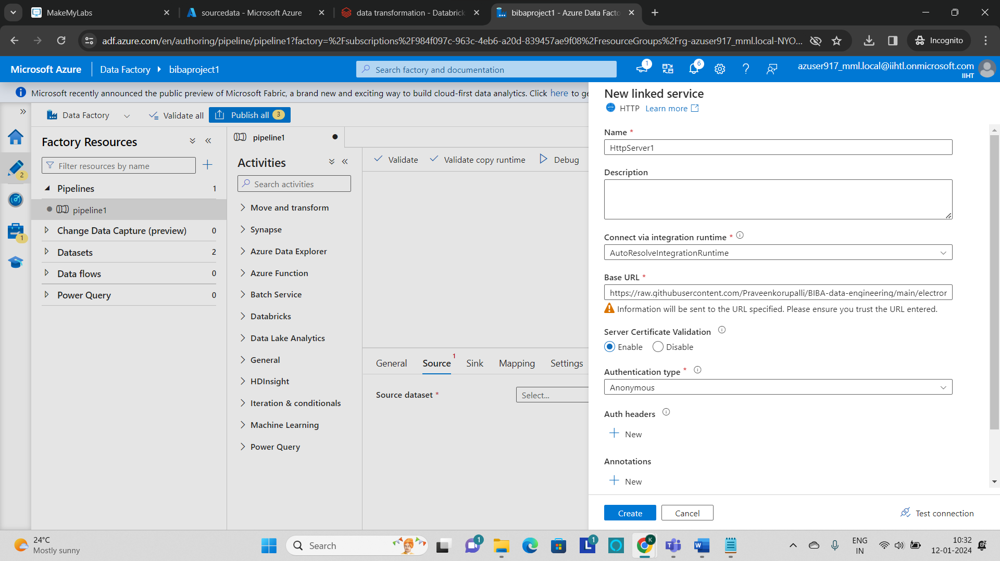 MakeMyLabs
sourcedata - Microsoft Azure
data transformation - Databrick
bibaproject1 - Azure Data Facto
adf.azure.com/en/authoring/pipeline/pipeline1?factory=%2Fsubscriptions%2F984f097c-963c-4eb6-a20d-839457ae9f08%2FresourceGroups%2Frg-azuser917_mml.local-NYO...
Incognito
Microsoft Azure
Data Factory
bibaproject1
Search factory and documentation
1
6
azuser917_mml.local@iihtl.onmicrosoft.com
IIHT
Microsoft recently announced the public preview of Microsoft Fabric, a brand new and exciting way to build cloud-first data analytics. Click here to ge
Data Factory
Validate all
Publish all 3
2
1
Factory Resources
Filter resources by name
Pipelines 1
pipeline1
Change Data Capture (preview) 0
Datasets 2
Data flows 0
Power Query 0
pipeline1
Activities
Search activities
Move and transform
Synapse
Azure Data Explorer
Azure Function
Batch Service
Databricks
Data Lake Analytics
General
HDInsight
Iteration & conditionals
Machine Learning
Power Query
Validate
Validate copy runtime
Debug
General
Source 1
Sink
Mapping
Settings
Source dataset *
Select...
New linked service
HTTP HTTP Learn more
Name *
HttpServer1
Description
Connect via integration runtime *
AutoResolveIntegrationRuntime
Base URL *
https://raw.githubusercontent.com/Praveenkorupalli/BIBA-data-engineering/main/electror
Information will be sent to the URL specified. Please ensure you trust the URL entered.
Server Certificate Validation
Enable
Disable
Authentication type *
Anonymous
Auth headers
New
Annotations
New
Create
Cancel
Test connection
24°C
Mostly sunny
Search
1
L 1
K
ENG
IN
10:32
12-01-2024